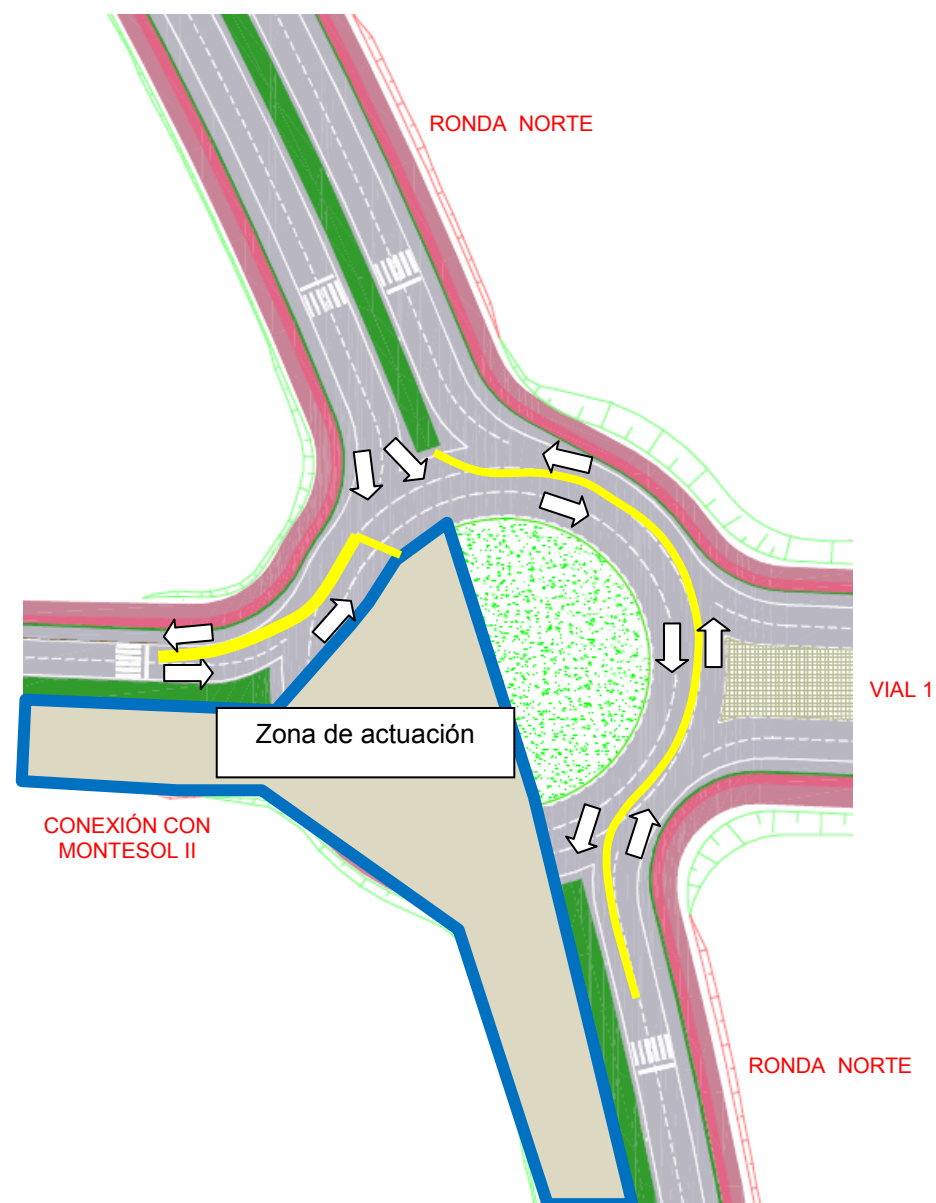 RONDA  NORTE
VIAL 1
Zona de actuación
CONEXIÓN CON
MONTESOL II
RONDA  NORTE